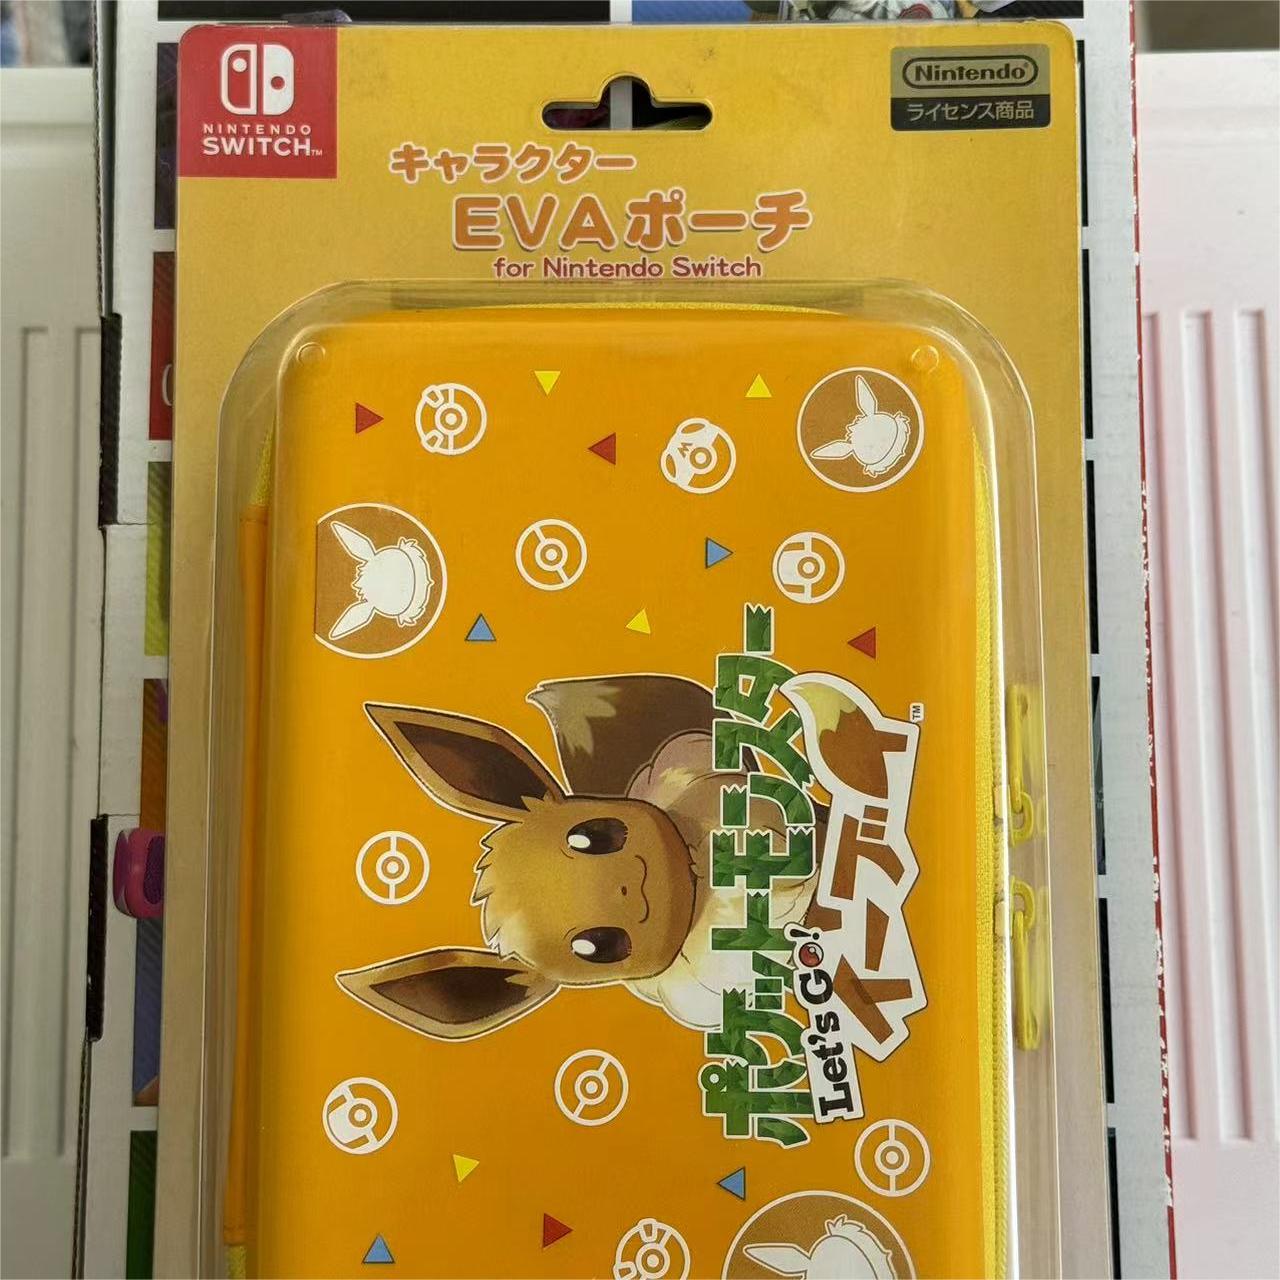 NINTENDO
SWITCH™
Nintendo®
ライセンス商品
キャラクター
EVAポーチ
for Nintendo Switch
ポケットモンスター
Let's Go! イーブイ
TM